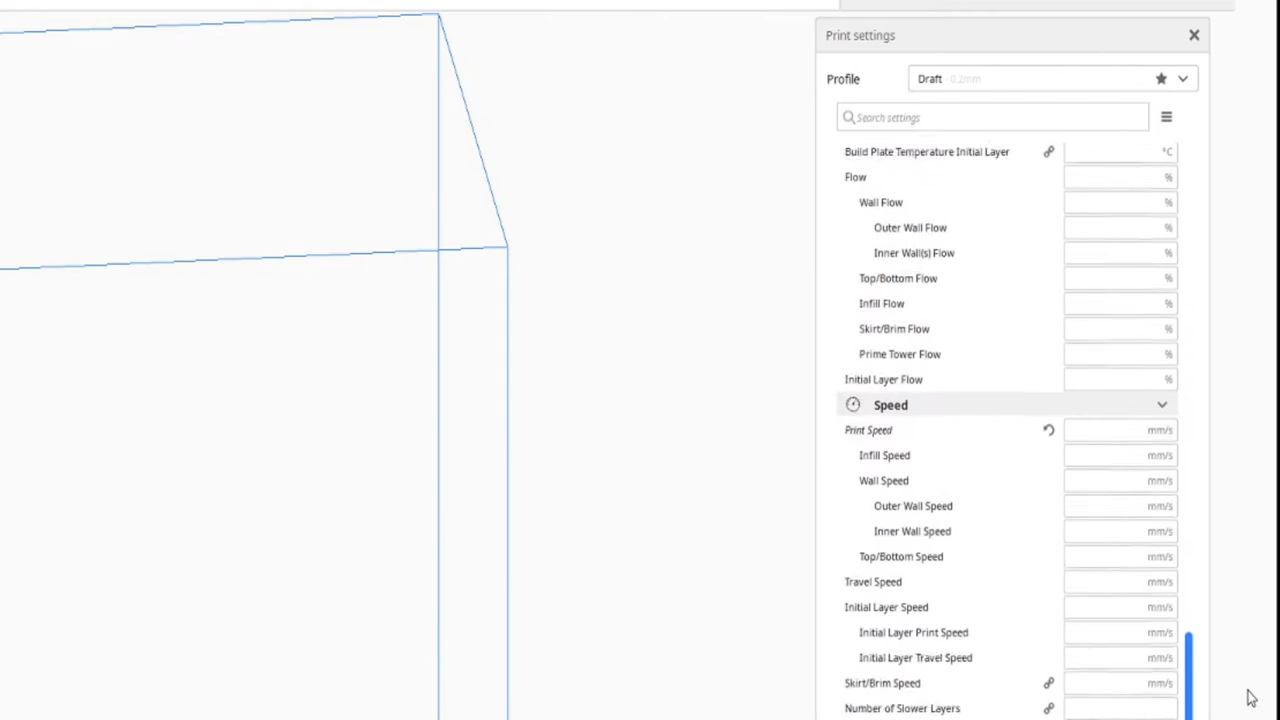 Print settings
Profile Draft - 0.2mm
Search settings
Build Plate Temperature Initial Layer °C
Flow %
Wall Flow %
Outer Wall Flow %
Inner Wall(s) Flow %
Top/Bottom Flow %
Infill Flow %
Skirt/Brim Flow %
Prime Tower Flow %
Initial Layer Flow %
Speed
Print Speed mm/s
Infill Speed mm/s
Wall Speed mm/s
Outer Wall Speed mm/s
Inner Wall Speed mm/s
Top/Bottom Speed mm/s
Travel Speed mm/s
Initial Layer Speed mm/s
Initial Layer Print Speed mm/s
Initial Layer Travel Speed mm/s
Skirt/Brim Speed mm/s
Number of Slower Layers